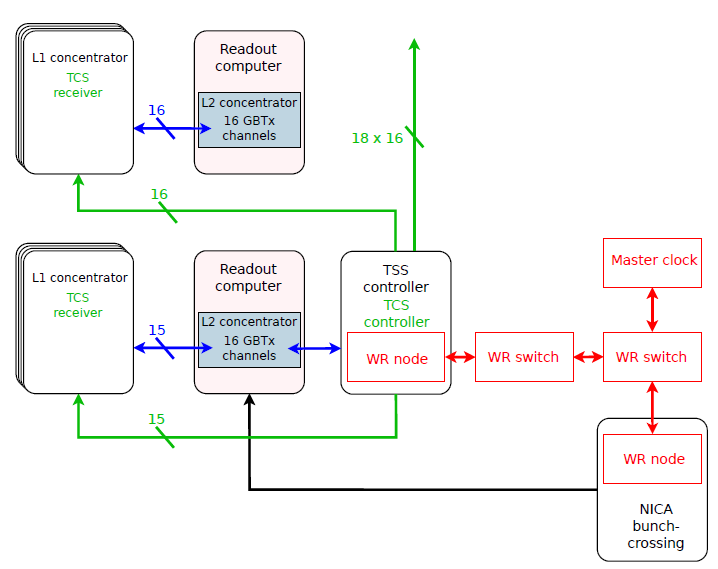 L1 concentrator
TCS
receiver
16
Readout
computer
L2 concentrator
16 GBTx
channels
18 x 16
16
L1 concentrator
TCS
receiver
15
Readout
computer
L2 concentrator
16 GBTx
channels
TSS
controller
TCS
controller
WR node
WR switch
Master clock
WR switch
15
WR node
NICA
bunch-
crossing